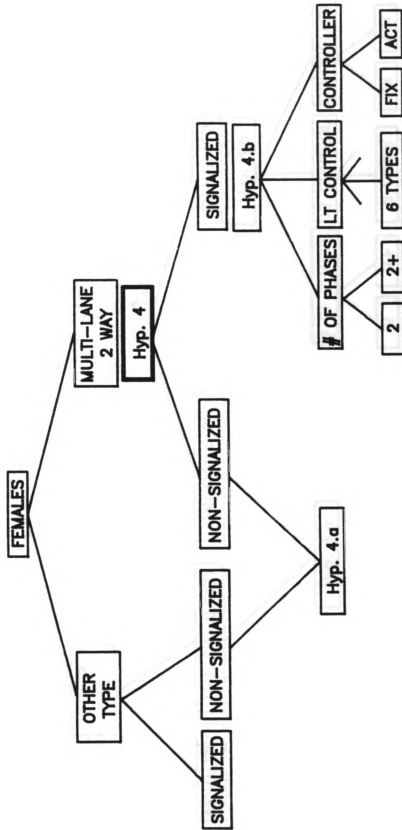 FEMALES
OTHER
TYPE
MULTI-LANE
2 WAY
Hyp. 4
SIGNALIZED
NON-SIGNALIZED
NON-SIGNALIZED
SIGNALIZED
Hyp. 4.a
Hyp. 4.b
# OF PHASES
LT CONTROL
CONTROLLER
2
2+
6 TYPES
FIX
ACT